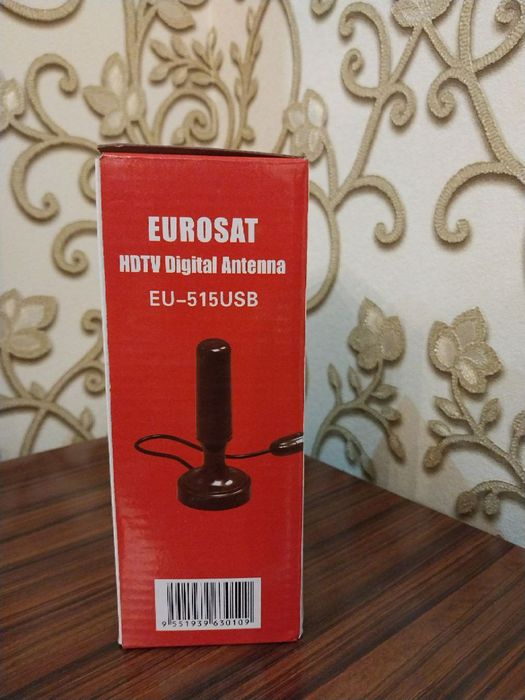 EUROSAT
HDTV Digital Antenna
EU-515USB
9 551939 630109